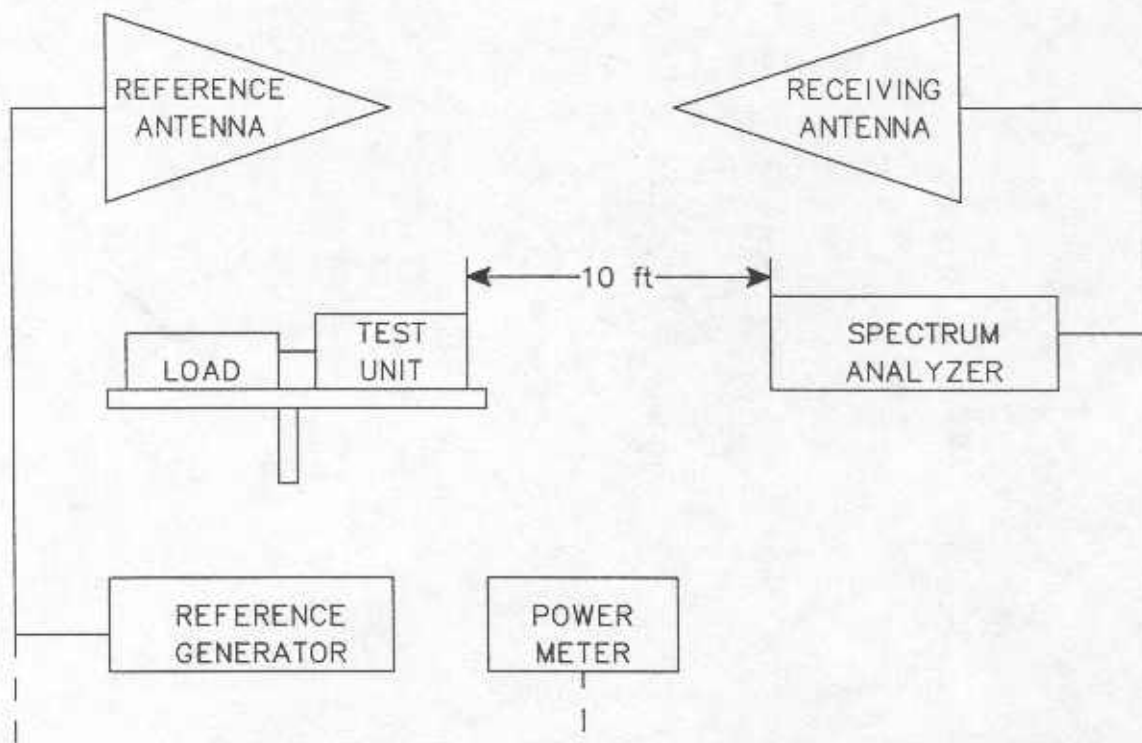 REFERENCE
ANTENNA
RECEIVING
ANTENNA
10 ft
LOAD
TEST
UNIT
SPECTRUM
ANALYZER
REFERENCE
GENERATOR
POWER
METER